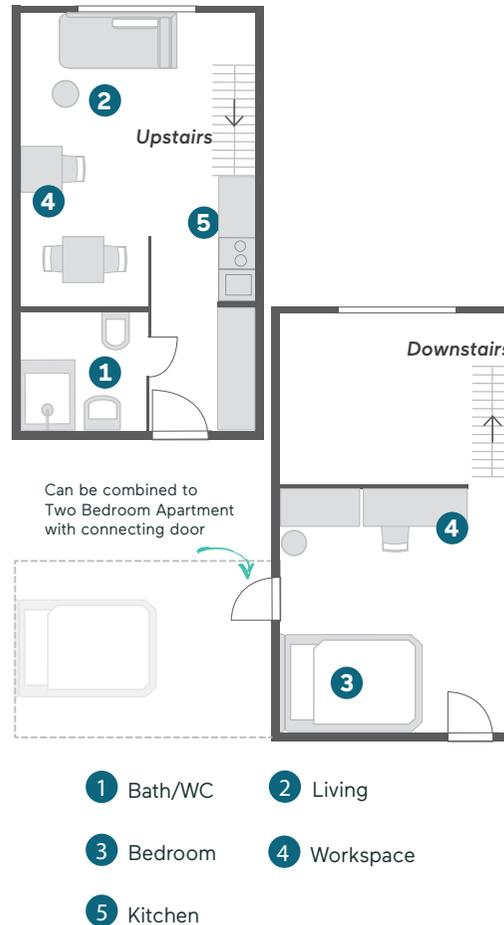 2
Upstairs
4
5
1
Downstairs
Can be combined to
Two Bedroom Apartment
with connecting door
4
3
1 Bath/WC
2 Living
3 Bedroom
4 Workspace
5 Kitchen